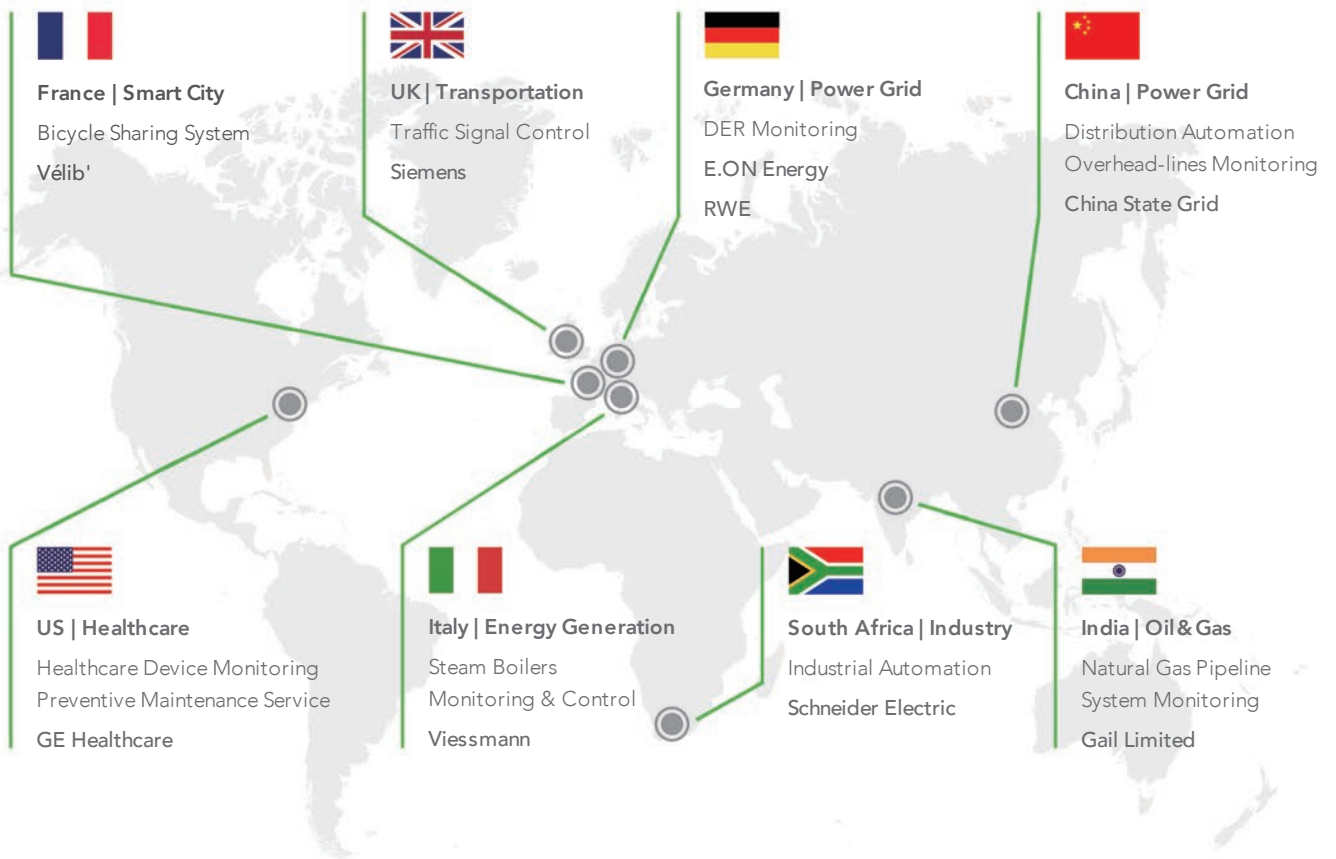 France | Smart City
Bicycle Sharing System
Vélib'
UK | Transportation
Traffic Signal Control
Siemens
Germany | Power Grid
DER Monitoring
E.ON Energy
RWE
China | Power Grid
Distribution Automation
Overhead-lines Monitoring
China State Grid
US | Healthcare
Healthcare Device Monitoring
Preventive Maintenance Service
GE Healthcare
Italy | Energy Generation
Steam Boilers
Monitoring & Control
Viessmann
South Africa | Industry
Industrial Automation
Schneider Electric
India | Oil & Gas
Natural Gas Pipeline
System Monitoring
Gail Limited